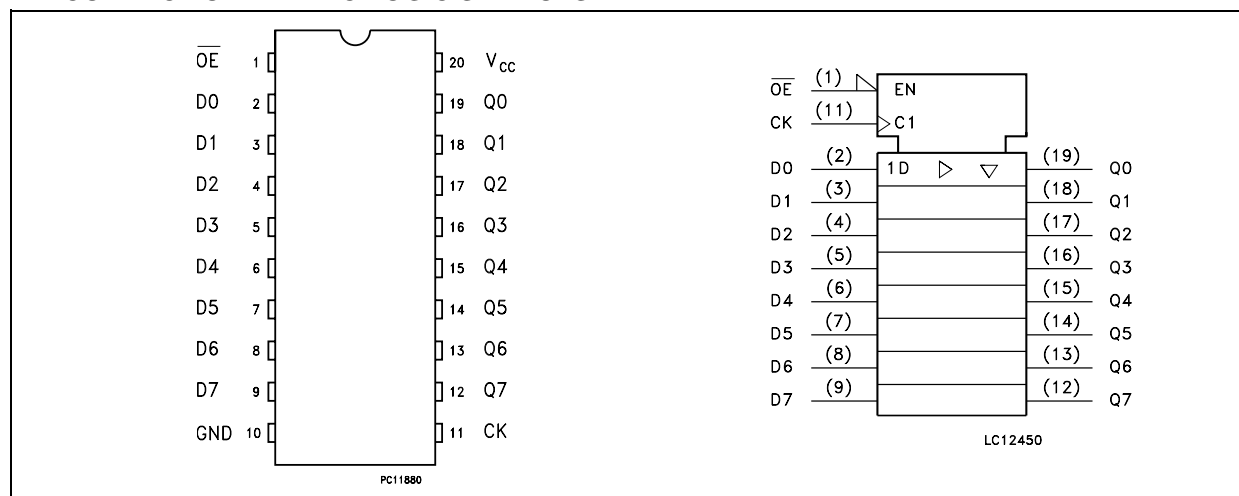 O̅E̅ 1 20 VCC
D0 2 19 Q0
D1 3 18 Q1
D2 4 17 Q2
D3 5 16 Q3
D4 6 15 Q4
D5 7 14 Q5
D6 8 13 Q6
D7 9 12 Q7
GND 10 11 CK
PC11880
O̅E̅ (1) EN
CK (11) C1
D0 (2) 1D (19) Q0
D1 (3) (18) Q1
D2 (4) (17) Q2
D3 (5) (16) Q3
D4 (6) (15) Q4
D5 (7) (14) Q5
D6 (8) (13) Q6
D7 (9) (12) Q7
LC12450